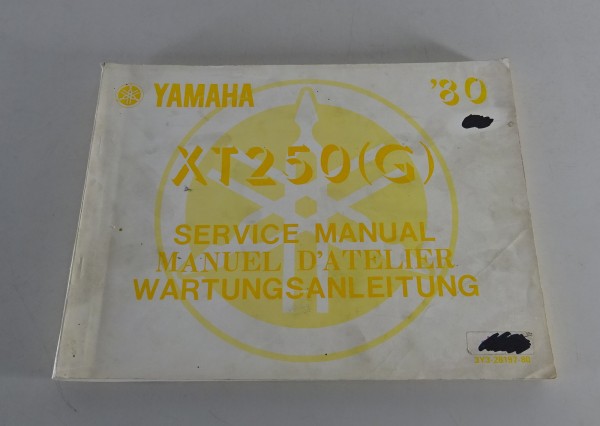 YAMAHA '80
XT250(G)
SERVICE MANUAL
MANUEL D'ATELIER
WARTUNGSANLEITUNG